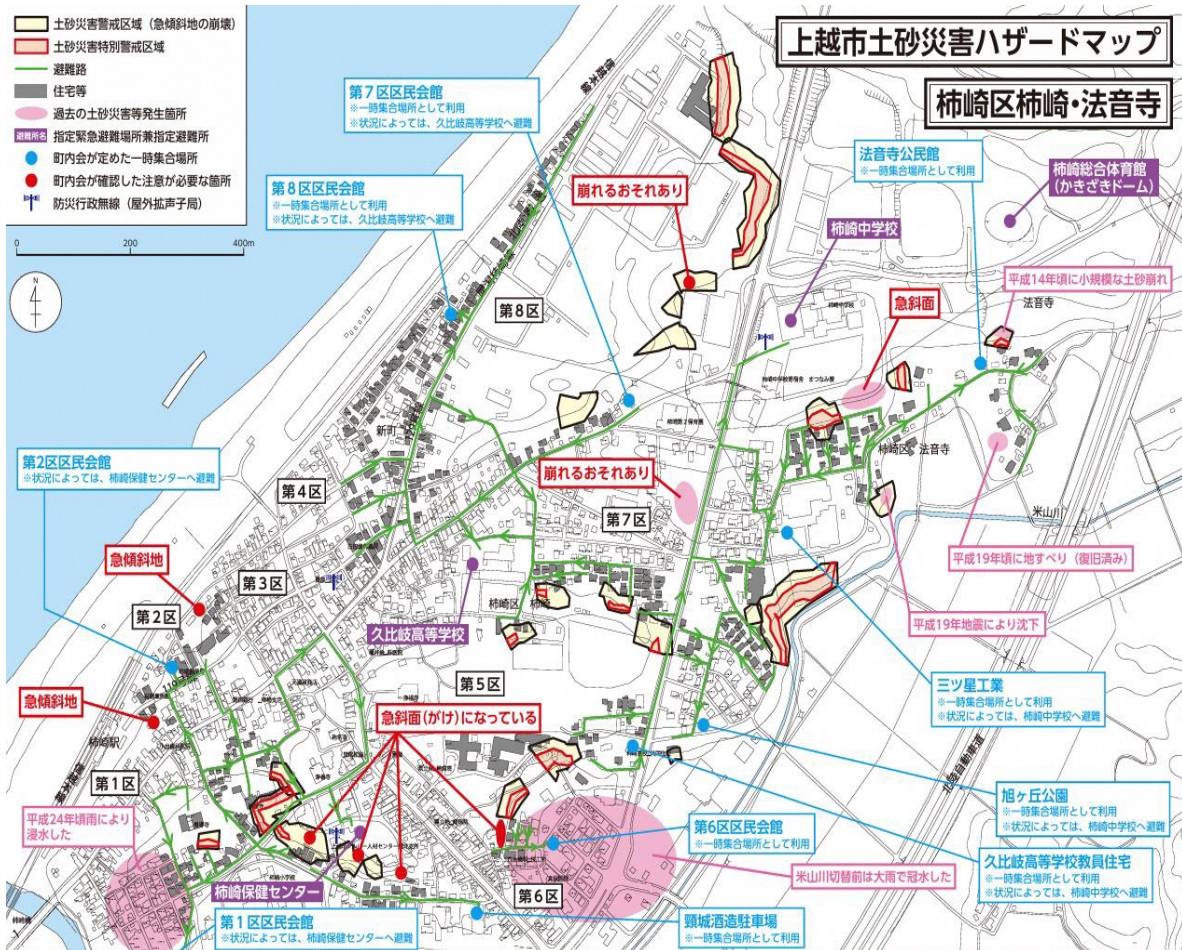 土砂災害警戒区域（急傾斜地の崩壊）
土砂災害特別警戒区域
避難路
住宅等
過去の土砂災害等発生箇所
避難所名 指定緊急避難場所兼指定避難所
町内会が定めた一時集合場所
町内会が確認した注意が必要な箇所
防災行政無線（屋外拡声子局）
0 200 400m
N
上越市土砂災害ハザードマップ
柿崎区柿崎・法音寺
第7区区民会館
※一時集合場所として利用
※状況によっては、久比岐高等学校へ避難
第8区区民会館
※一時集合場所として利用
※状況によっては、久比岐高等学校へ避難
崩れるおそれあり
法音寺公民館
※一時集合場所として利用
柿崎総合体育館
（かきざきドーム）
柿崎中学校
柿崎中学校
平成14年頃に小規模な土砂崩れ
法音寺
急斜面
第8区
新町
柿崎区 法音寺
第2区区民会館
※状況によっては、柿崎保健センターへ避難
第4区
崩れるおそれあり
第7区
米山川
平成19年頃に地すべり（復旧済み）
急傾斜地
第3区
第2区
柿崎区 柿崎
久比岐高等学校
平成19年地震により沈下
第5区
三ツ星工業
※一時集合場所として利用
※状況によっては、柿崎中学校へ避難
急傾斜地
急斜面（がけ）になっている
柿崎駅
信越本線
北陸自動車道
第1区
平成24年頃雨により
浸水した
旭ヶ丘公園
※一時集合場所として利用
※状況によっては、柿崎中学校へ避難
第6区区民会館
※一時集合場所として利用
米山川切替前は大雨で冠水した
久比岐高等学校教員住宅
※一時集合場所として利用
※状況によっては、柿崎中学校へ避難
柿崎保健センター
第6区
第1区区民会館
※状況によっては、柿崎保健センターへ避難
頸城酒造駐車場
※一時集合場所として利用